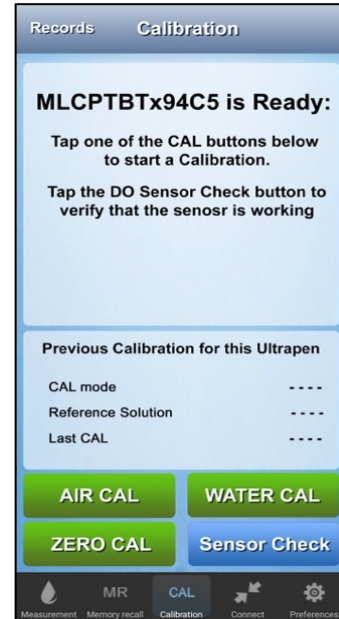 Records Calibration
MLCPTBTx94C5 is Ready:
Tap one of the CAL buttons below
to start a Calibration.
Tap the DO Sensor Check button to
verify that the senosr is working
Previous Calibration for this Ultrapen
CAL mode ----
Reference Solution ----
Last CAL ----
AIR CAL WATER CAL
ZERO CAL Sensor Check
MR CAL
Measurement Memory recall Calibration Connect Preferences